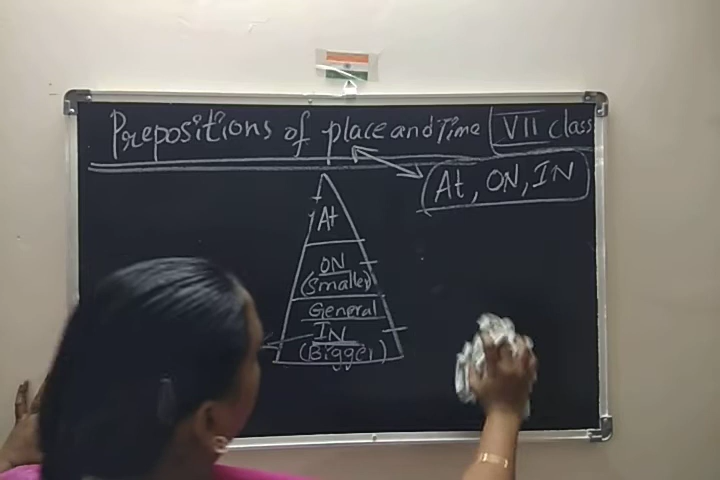 Prepositions of place and Time VII class
At, ON, IN
At
ON
(Smaller)
General
IN
(Bigger)